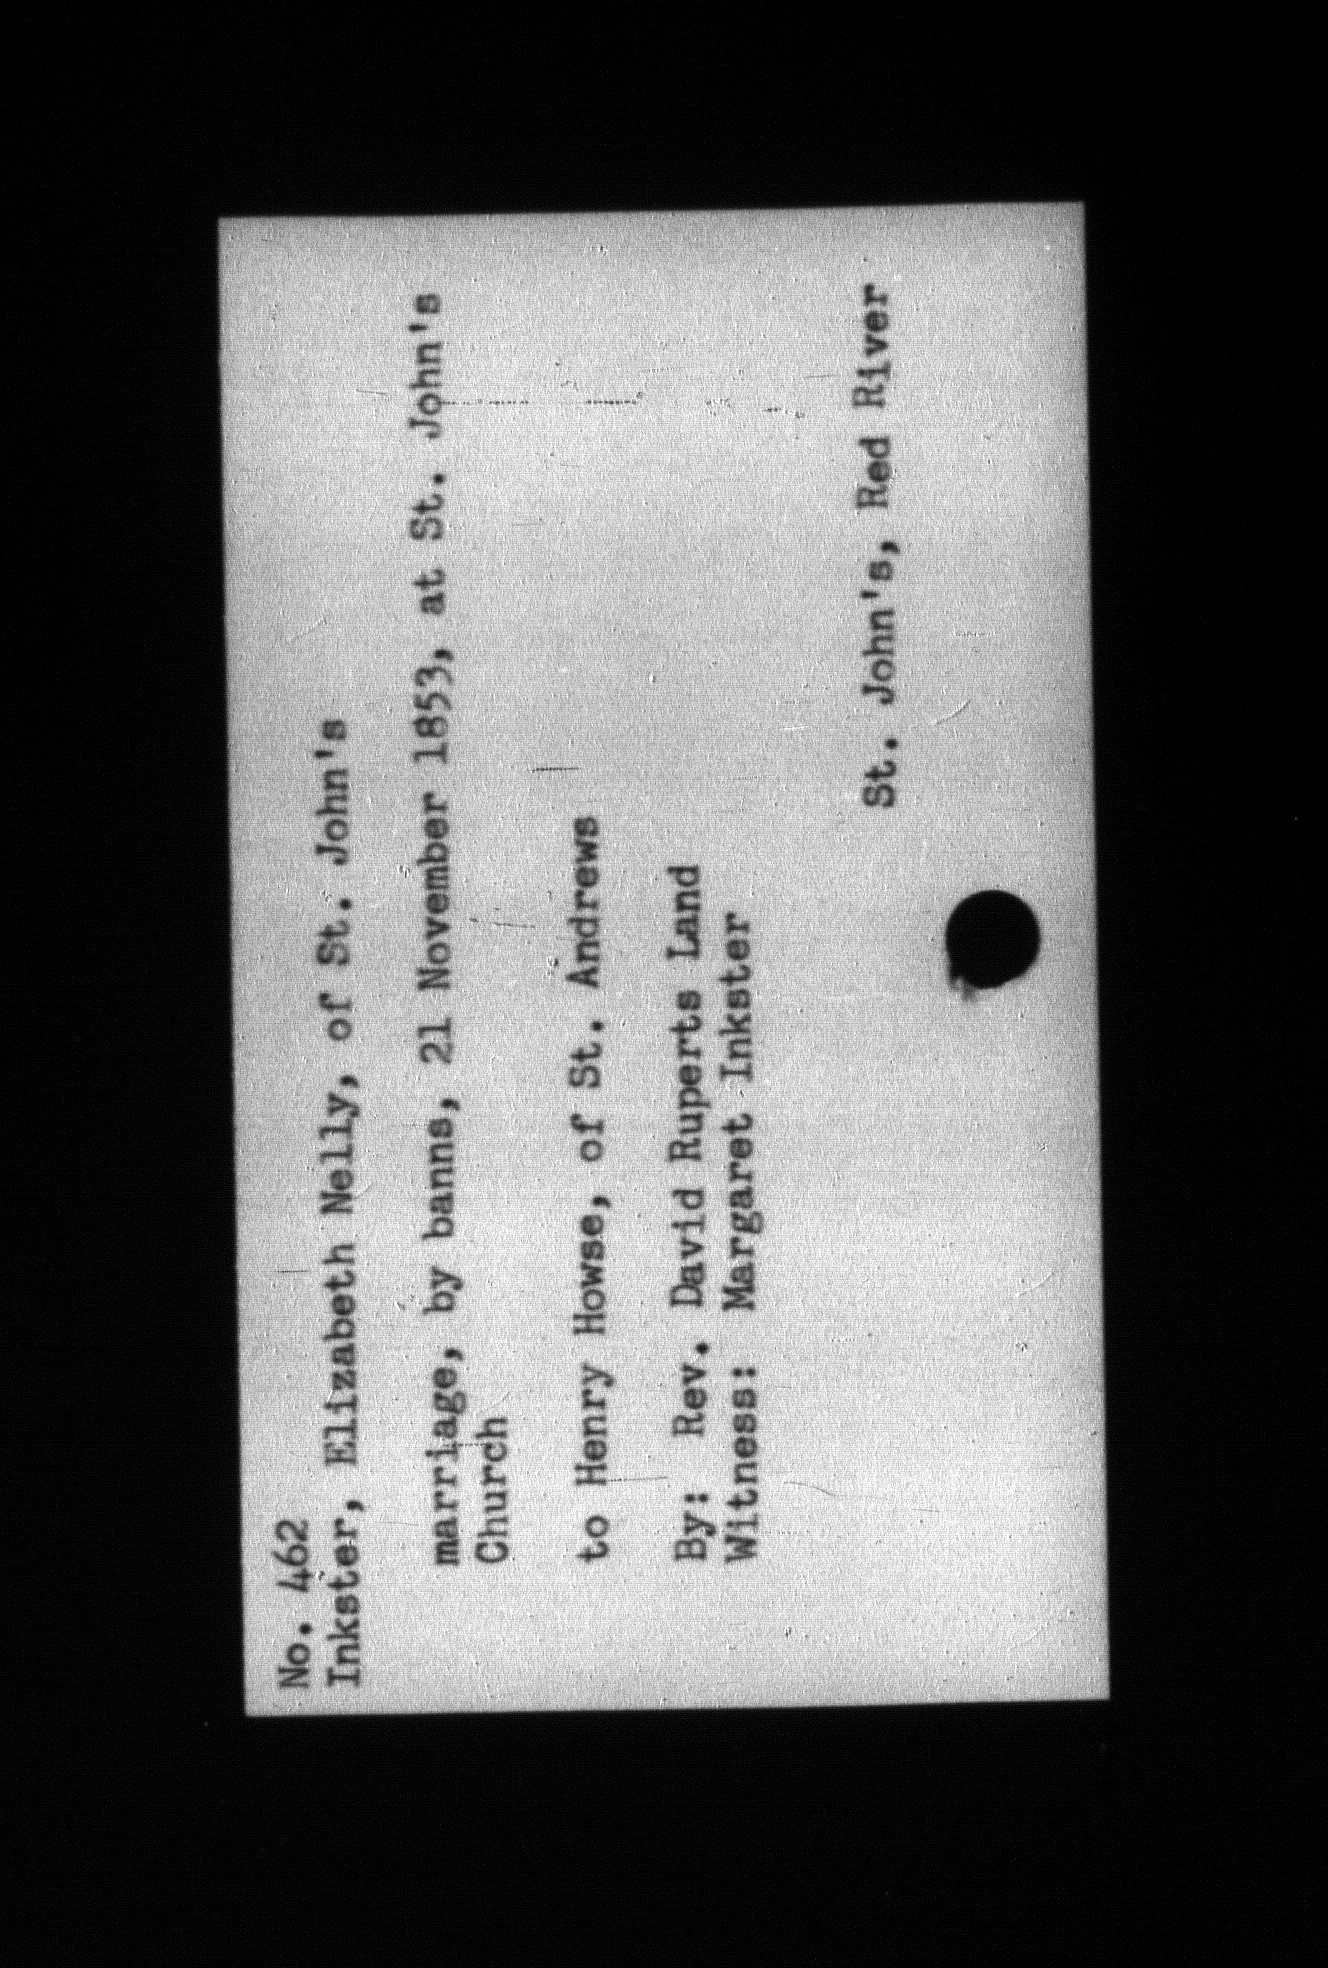 No. 462
Inkster, Elizabeth Nelly, of St. John's
marriage, by banns, 21 November 1853, at St. John's
Church
to Henry Howse, of St. Andrews
By: Rev. David Ruperts Land
Witness: Margaret Inkster
St. John's, Red River